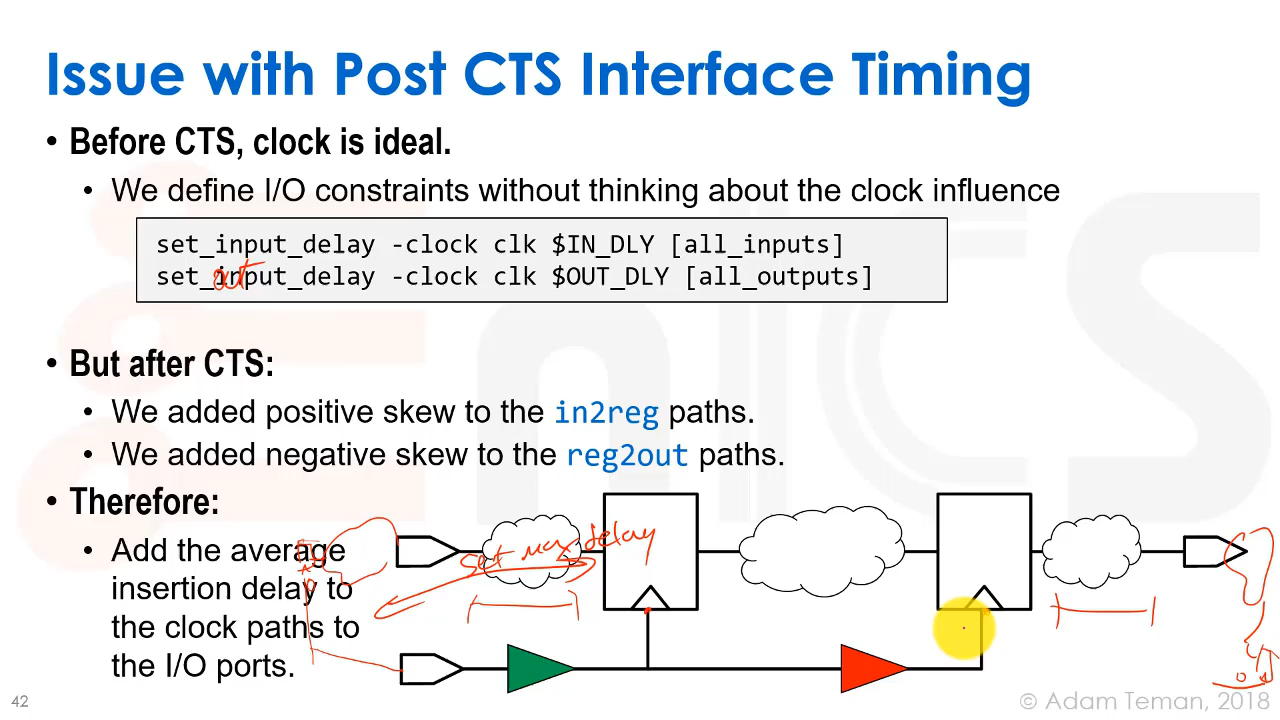 Issue with Post CTS Interface Timing
• Before CTS, clock is ideal.
• We define I/O constraints without thinking about the clock influence
set_input_delay -clock clk $IN_DLY [all_inputs]
set_input_delay -clock clk $OUT_DLY [all_outputs]
out
• But after CTS:
• We added positive skew to the in2reg paths.
• We added negative skew to the reg2out paths.
• Therefore:
• Add the average
insertion delay to
the clock paths to
the I/O ports.
set max delay
42
© Adam Teman, 2018